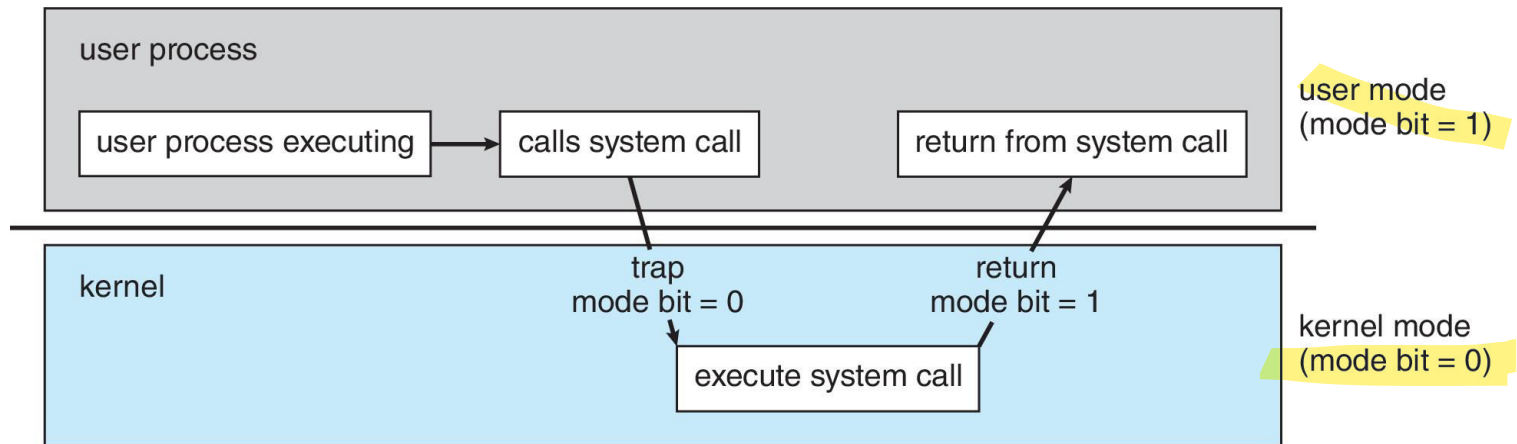 user process
user process executing
calls system call
return from system call
user mode
(mode bit = 1)
kernel
trap
mode bit = 0
return
mode bit = 1
execute system call
kernel mode
(mode bit = 0)